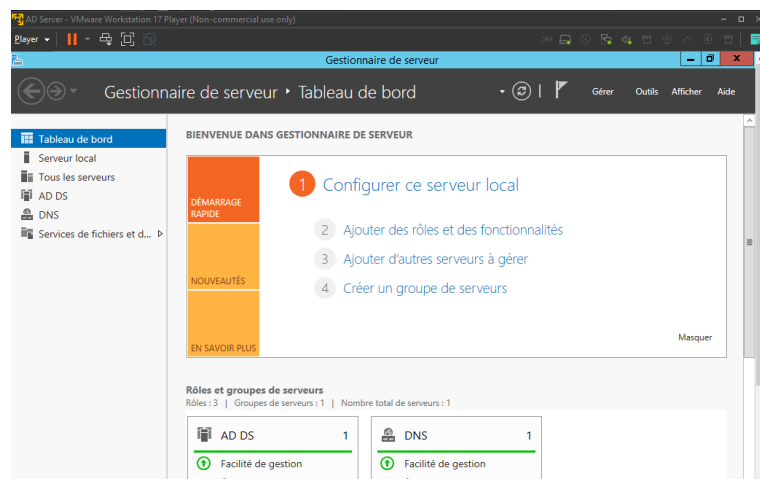 AD Server - VMware Workstation 17 Player (Non-commercial use only)
Player
Gestionnaire de serveur
Gestionnaire de serveur ‣ Tableau de bord
Gérer Outils Afficher Aide
Tableau de bord
Serveur local
Tous les serveurs
AD DS
DNS
Services de fichiers et d...
BIENVENUE DANS GESTIONNAIRE DE SERVEUR
DÉMARRAGE
RAPIDE
NOUVEAUTÉS
EN SAVOIR PLUS
1 Configurer ce serveur local
2 Ajouter des rôles et des fonctionnalités
3 Ajouter d'autres serveurs à gérer
4 Créer un groupe de serveurs
Masquer
Rôles et groupes de serveurs
Rôles : 3 | Groupes de serveurs : 1 | Nombre total de serveurs : 1
AD DS 1
Facilité de gestion
DNS 1
Facilité de gestion